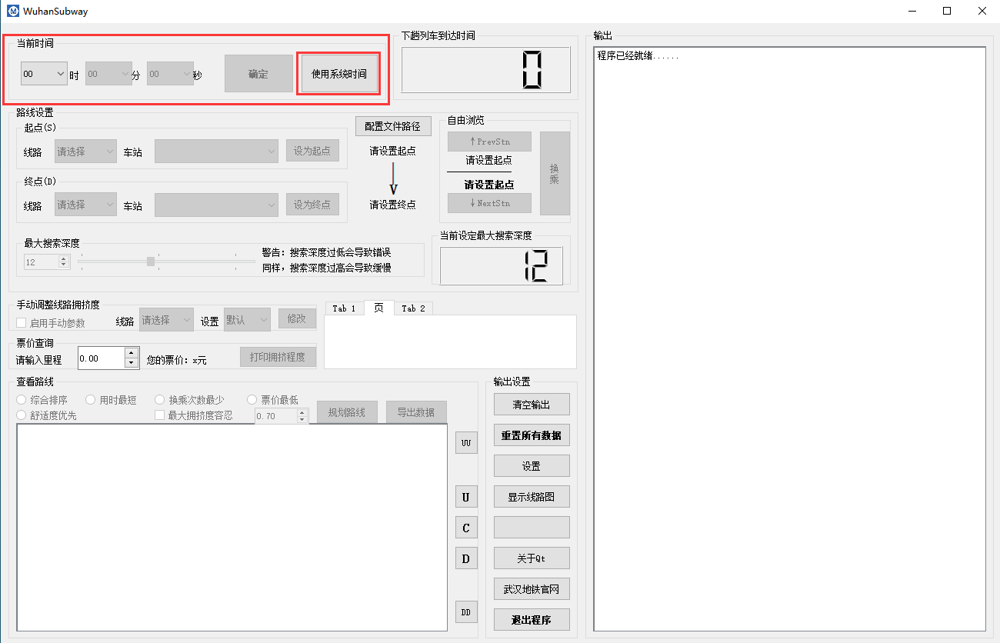 WuhanSubway
当前时间
00 时 00 分 00 秒 确定 使用系统时间
下趟列车到达时间
0
输出
程序已经就绪......
路线设置
起点(S)
线路 请选择 车站 设为起点
终点(D)
线路 请选择 车站 设为终点
配置文件路径
请设置起点
V
请设置终点
自由浏览
↑PrevStn
请设置起点
请设置起点
↓NextStn
换乘
最大搜索深度
12
警告: 搜索深度过低会导致错误
同样, 搜索深度过高会导致缓慢
当前设定最大搜索深度
12
手动调整线路拥挤度
启用手动参数 线路 请选择 设置 默认 修改
票价查询
请输入里程 0.00 您的票价: x元 打印拥挤程度
Tab 1 页 Tab 2
查看路线
综合排序 用时最短 换乘次数最少 票价最低
舒适度优先 最大拥挤度容忍 0.70 规划路线 导出数据
UU
U
C
D
DD
输出设置
清空输出
重置所有数据
设置
显示线路图
关于Qt
武汉地铁官网
退出程序